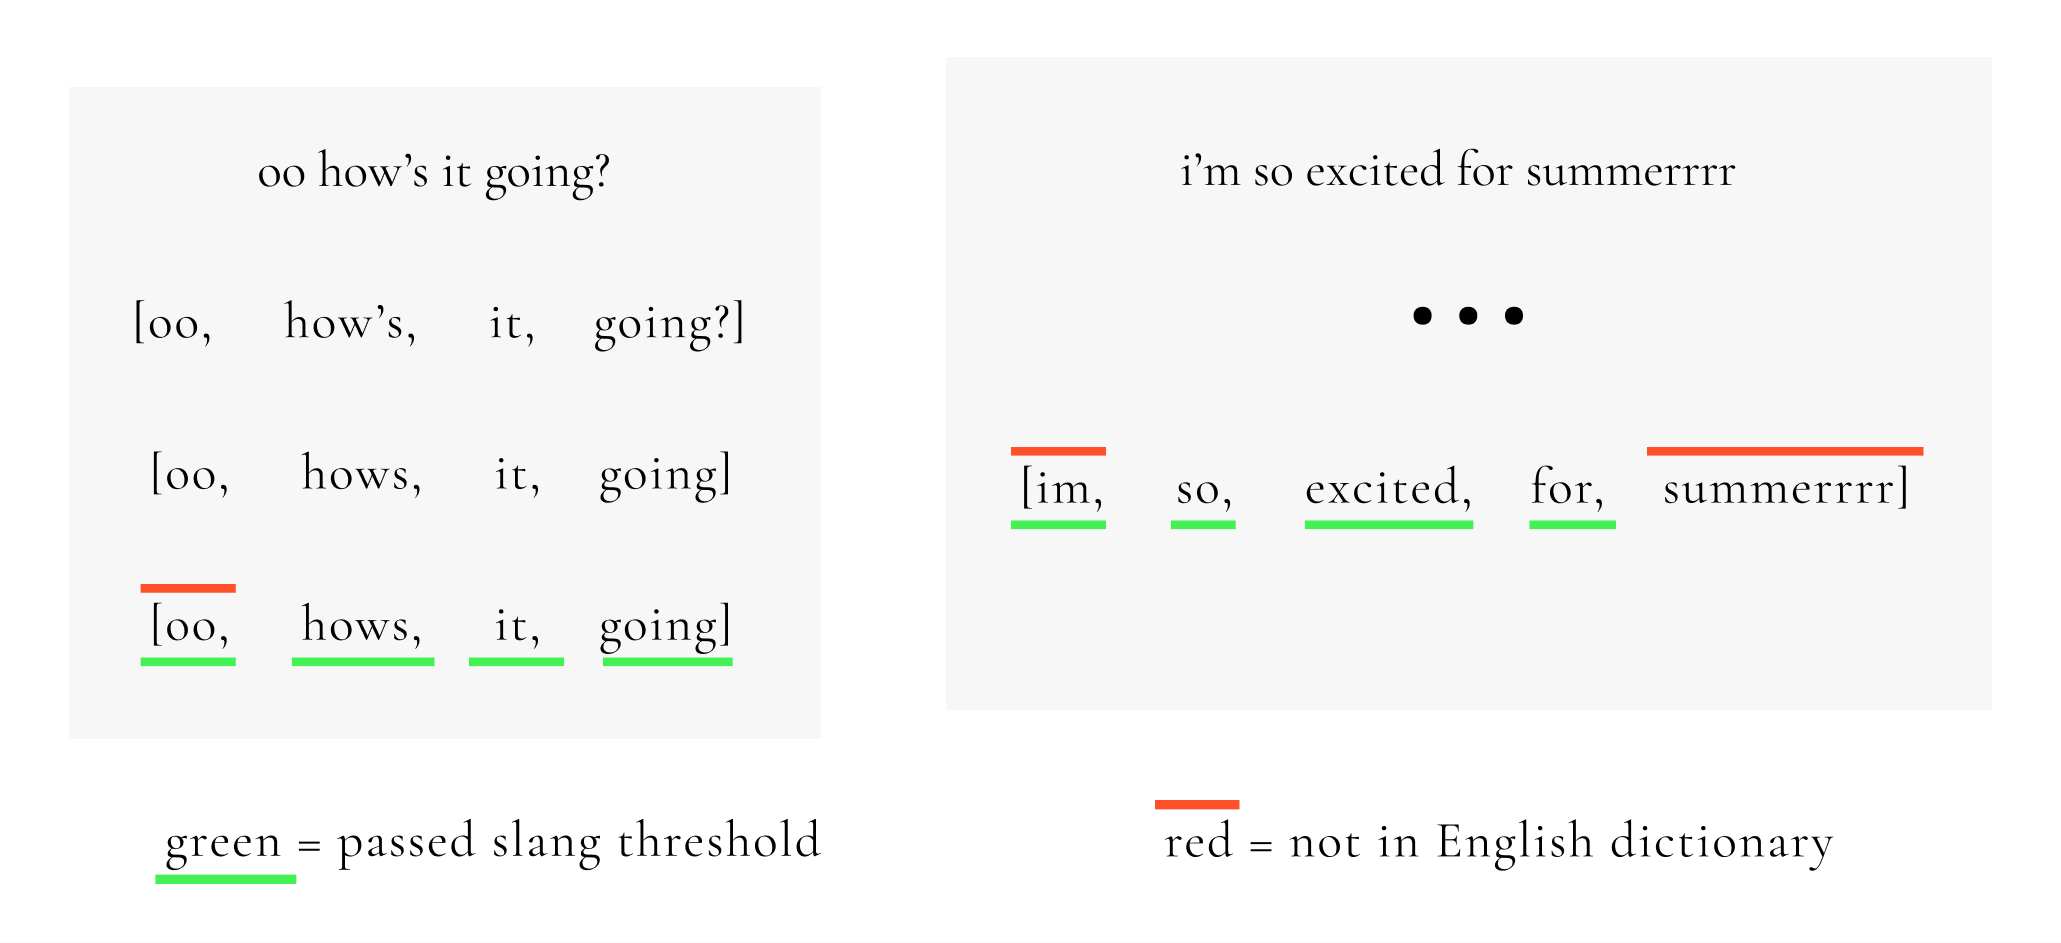 oo how’s it going?
[oo, how’s, it, going?]
[oo, hows, it, going]
[oo, hows, it, going]
i’m so excited for summerrrr
• • •
[im, so, excited, for, summerrrr]
green = passed slang threshold
red = not in English dictionary